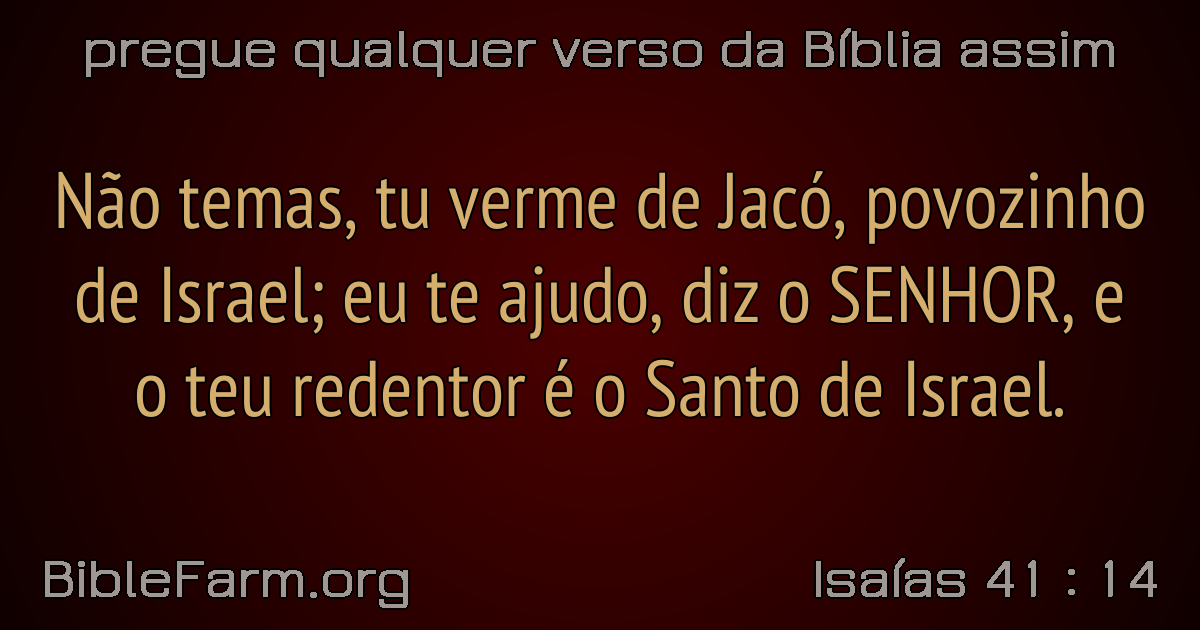 pregue qualquer verso da Bíblia assim
Não temas, tu verme de Jacó, povozinho
de Israel; eu te ajudo, diz o SENHOR, e
o teu redentor é o Santo de Israel.
BibleFarm.org
Isaías 41 : 14